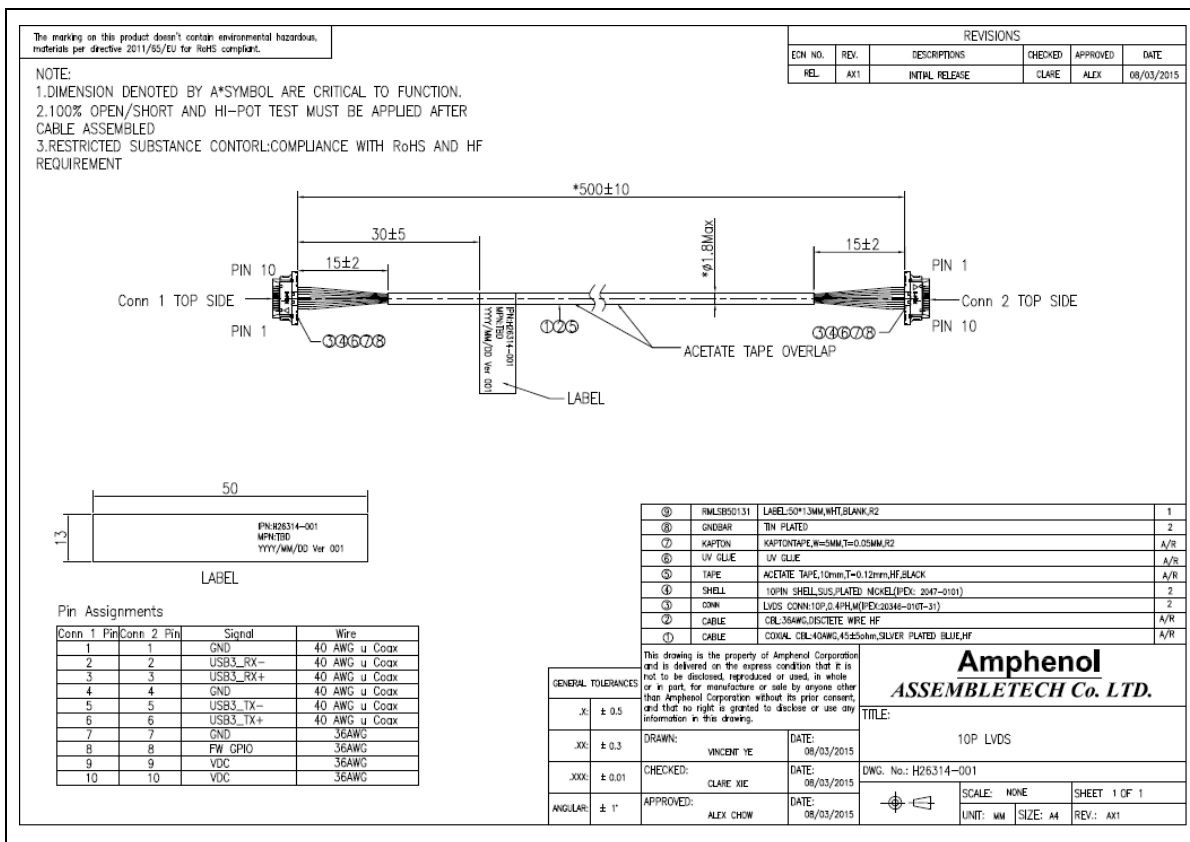 The marking on this product doesn't contain environmental hazardous,
materials per directive 2011/65/EU for RoHS compliant.
REVISIONS
ECN NO. REV. DESCRIPTIONS CHECKED APPROVED DATE
REL. AX1 INITIAL RELEASE CLARE ALEX 08/03/2015
NOTE:
1.DIMENSION DENOTED BY A*SYMBOL ARE CRITICAL TO FUNCTION.
2.100% OPEN/SHORT AND HI-POT TEST MUST BE APPLIED AFTER
CABLE ASSEMBLED
3.RESTRICTED SUBSTANCE CONTORL:COMPLIANCE WITH RoHS AND HF
REQUIREMENT
*500±10
30±5
15±2
*ø1.8Max
15±2
PIN 10
Conn 1 TOP SIDE
PIN 1
③④⑥⑦⑧
IPN:H26314-001
MPN:TBD
YYYY/MM/DD Ver 001
①②⑤
ACETATE TAPE OVERLAP
LABEL
PIN 1
Conn 2 TOP SIDE
PIN 10
③④⑥⑦⑧
50
13
IPN:H26314-001
MPN:TBD
YYYY/MM/DD Ver 001
LABEL
Pin Assignments
Conn 1 Pin Conn 2 Pin Signal Wire
1 1 GND 40 AWG u Coax
2 2 USB3_RX- 40 AWG u Coax
3 3 USB3_RX+ 40 AWG u Coax
4 4 GND 40 AWG u Coax
5 5 USB3_TX- 40 AWG u Coax
6 6 USB3_TX+ 40 AWG u Coax
7 7 GND 36AWG
8 8 FW GPIO 36AWG
9 9 VDC 36AWG
10 10 VDC 36AWG
⑨ RMLSB50131 LABEL:50*13MM,WHT,BLANK,R2 1
⑧ GNDBAR TIN PLATED 2
⑦ KAPTON KAPTONTAPE,W=5MM,T=0.05MM,R2 A/R
⑥ UV GLUE UV GLUE A/R
⑤ TAPE ACETATE TAPE,10mm,T=0.12mm,HF,BLACK A/R
④ SHELL 10PIN SHELL,SUS,PLATED NICKEL(IPEX: 2047-0101) 2
③ CONN LVDS CONN:10P,0.4PH,M(IPEX:20346-010T-31) 2
② CABLE CBL:36AWG,DISCTETE WIRE HF A/R
① CABLE COXIAL CBL:40AWG,45±5ohm,SILVER PLATED BLUE,HF A/R
GENERAL TOLERANCES
.X: ± 0.5
.XX: ± 0.3
.XXX: ± 0.01
ANGULAR: ± 1°
This drawing is the property of Amphenol Corporation
and is delivered on the express condition that it is
not to be disclosed, reproduced or used, in whole
or in part, for manufacture or sale by anyone other
than Amphenol Corporation without its prior consent,
and that no right is granted to disclose or use any
information in this drawing.
DRAWN: VINCENT YE DATE: 08/03/2015
CHECKED: CLARE XIE DATE: 08/03/2015
APPROVED: ALEX CHOW DATE: 08/03/2015
Amphenol
ASSEMBLETECH Co. LTD.
TITLE:
10P LVDS
DWG. No.: H26314-001
SCALE: NONE SHEET 1 OF 1
UNIT: MM SIZE: A4 REV.: AX1